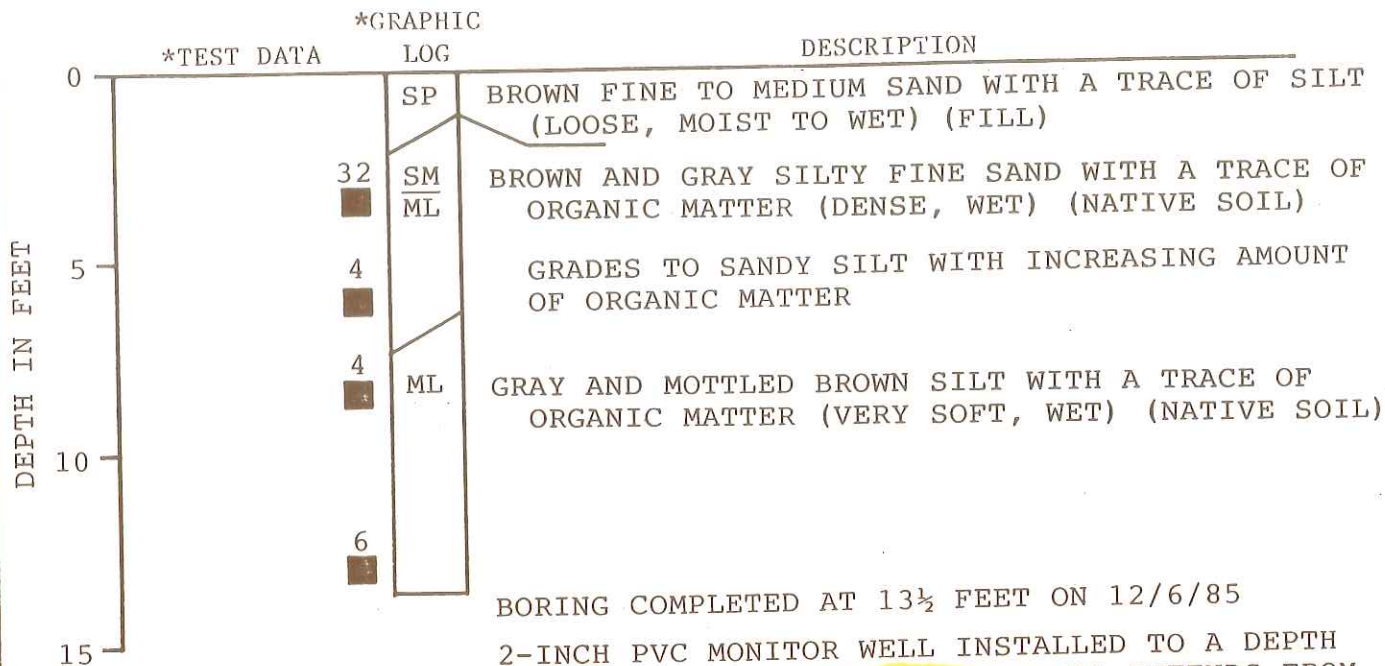 *GRAPHIC
*TEST DATA LOG DESCRIPTION
0
SP BROWN FINE TO MEDIUM SAND WITH A TRACE OF SILT
(LOOSE, MOIST TO WET) (FILL)
32 SM BROWN AND GRAY SILTY FINE SAND WITH A TRACE OF
ML ORGANIC MATTER (DENSE, WET) (NATIVE SOIL)
5 4 GRADES TO SANDY SILT WITH INCREASING AMOUNT
OF ORGANIC MATTER
DEPTH IN FEET
4 ML GRAY AND MOTTLED BROWN SILT WITH A TRACE OF
ORGANIC MATTER (VERY SOFT, WET) (NATIVE SOIL)
10
6
BORING COMPLETED AT 13½ FEET ON 12/6/85
15 2-INCH PVC MONITOR WELL INSTALLED TO A DEPTH
FROM